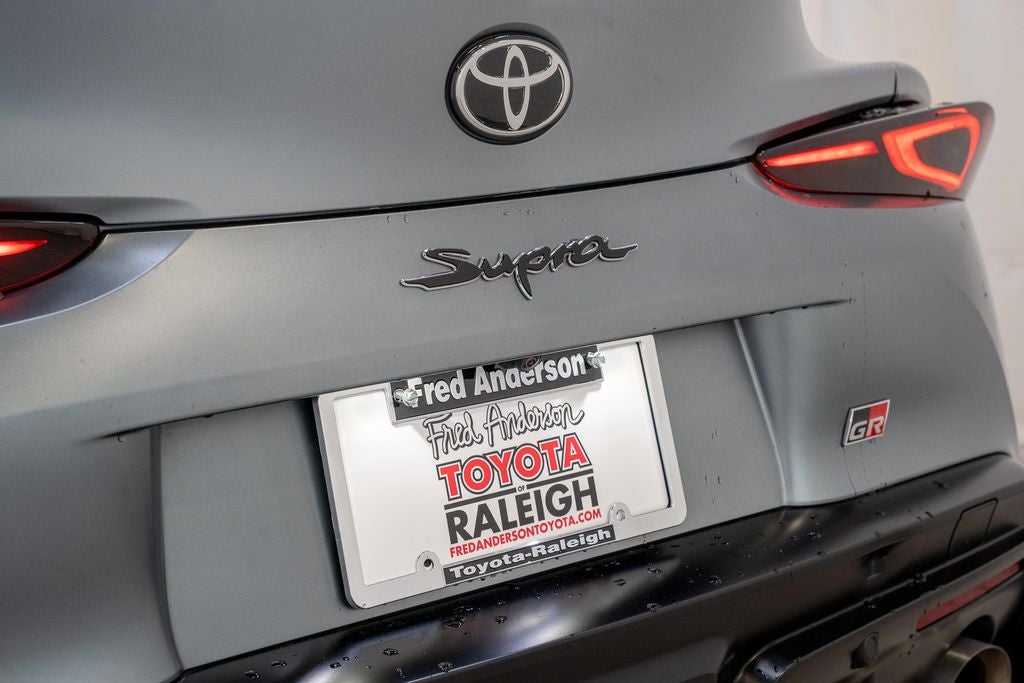 Supra
GR
Fred Anderson
Fred Anderson
TOYOTA
OF
RALEIGH
FREDANDERSONTOYOTA.COM
Toyota-Raleigh